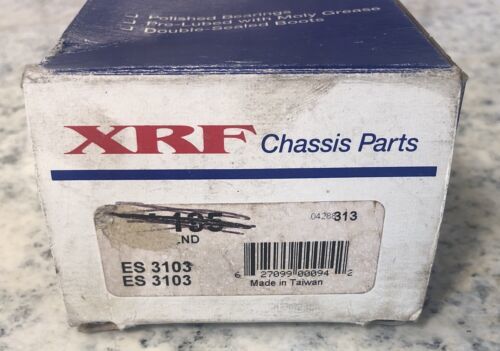 Polished Bearings
Pre-Lubed with Moly Grease
Double-Sealed Boots
XRF Chassis Parts
313
ES 3103
ES 3103
6 27099 00094 2
Made in Taiwan